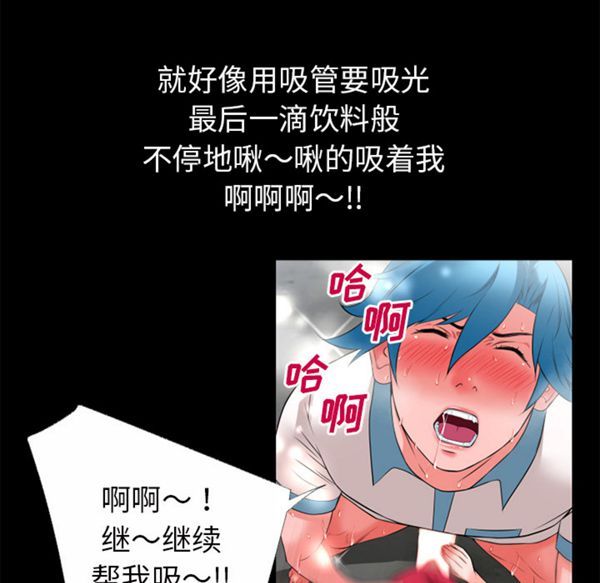 就好像用吸管要吸光
最后一滴饮料般
不停地啾～啾的吸着我
啊啊啊～!!
哈
啊
哈
啊
啊啊～！
继～继续
帮我吸～!!